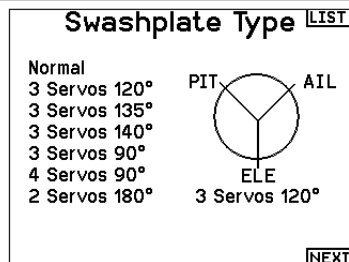 Swashplate Type LIST
Normal
3 Servos 120°
3 Servos 135°
3 Servos 140°
3 Servos 90°
4 Servos 90°
2 Servos 180°
PIT AIL
ELE
3 Servos 120°
NEXT